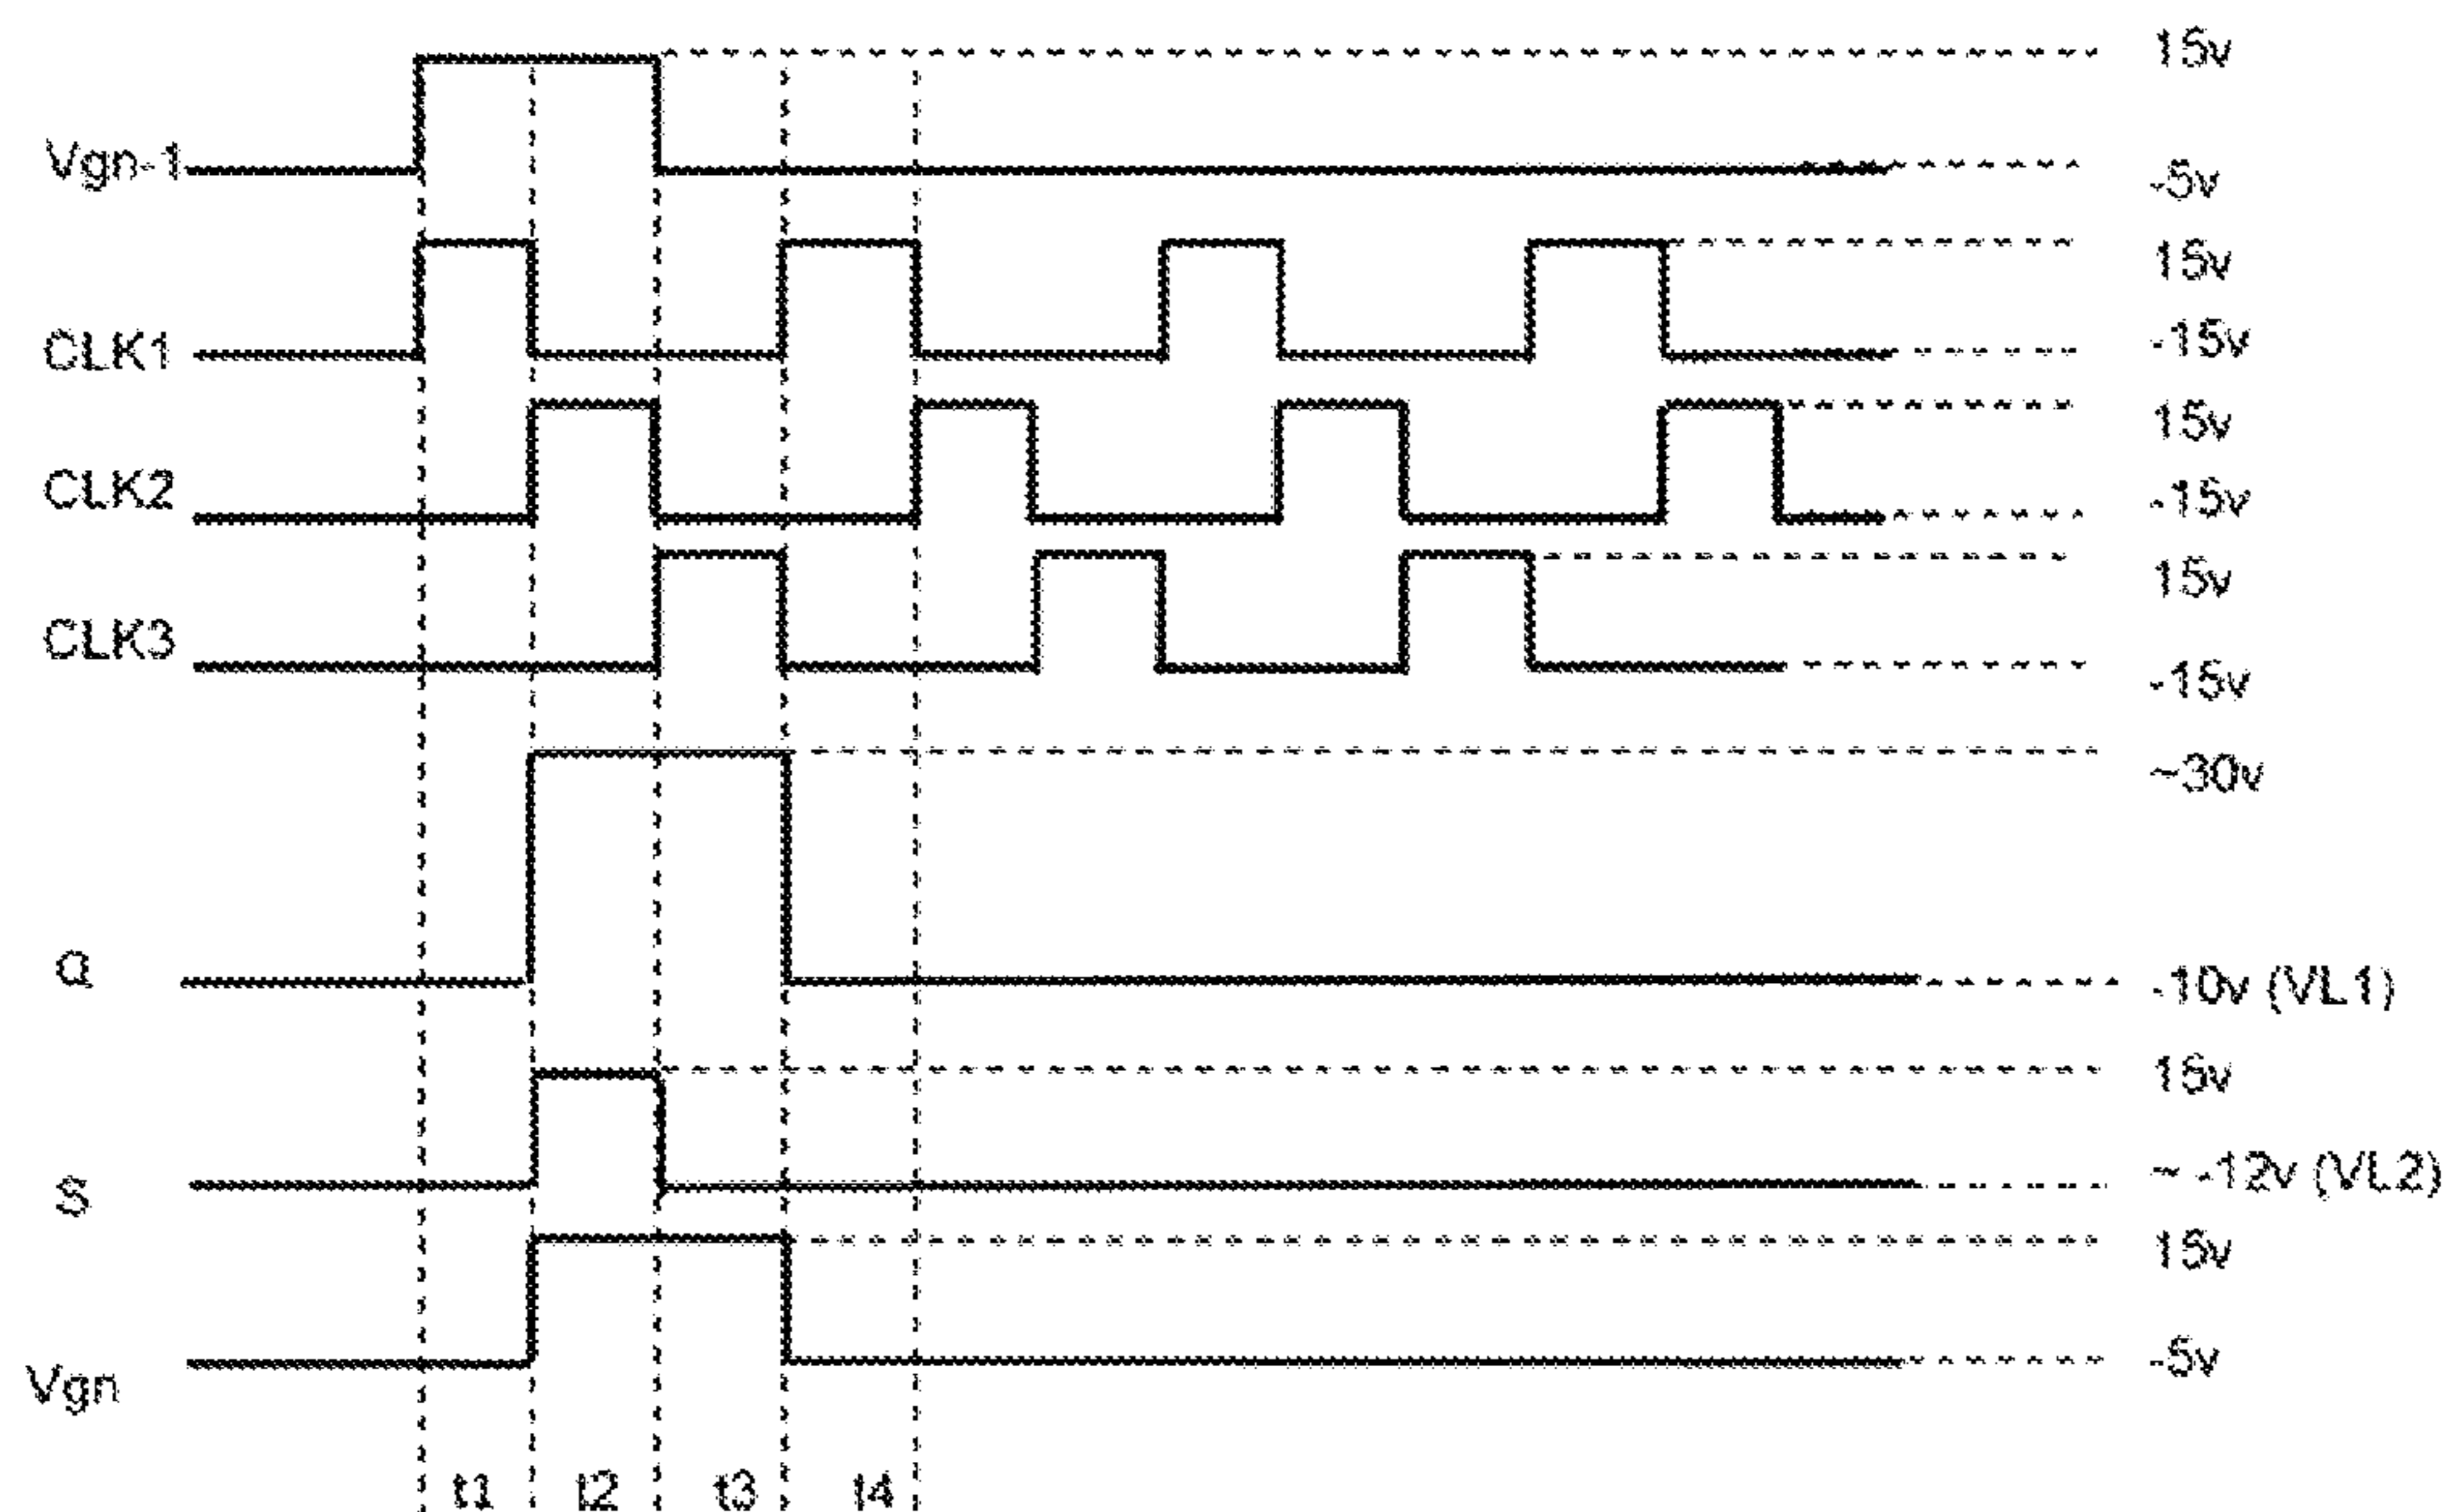 15v
Vgn-1
-5v
15v
CLK1
-15v
15v
CLK2
-15v
15v
CLK3
-15v
~30v
Q
-10v (VL1)
15v
S
~ -12v (VL2)
15v
Vgn
-5v
t1 t2 t3 t4